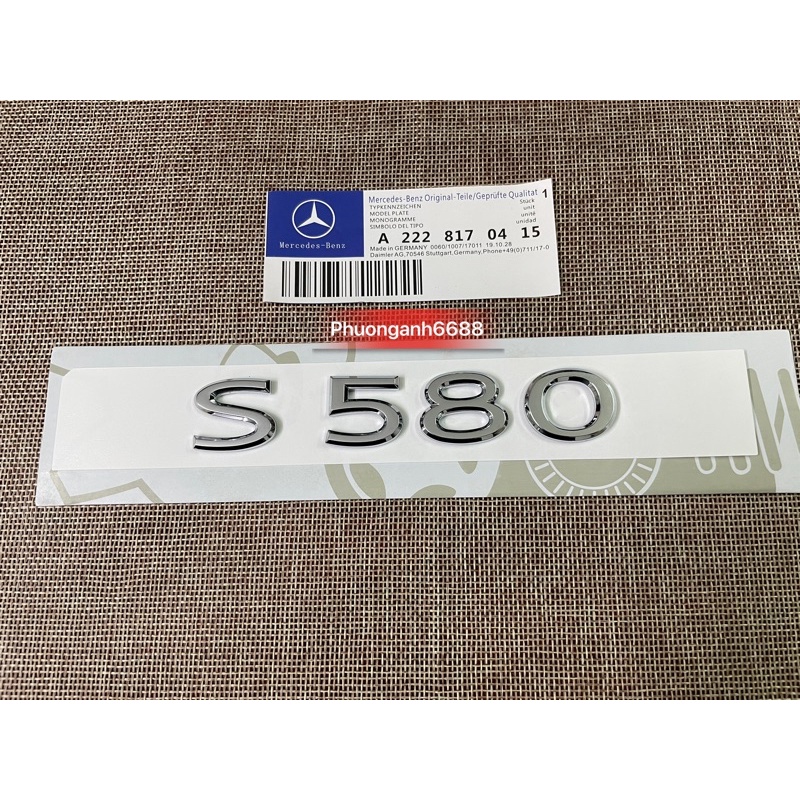 Mercedes-Benz Original-Teile/Geprüfte Qualitat 1
TYPKENNZEICHEN
MODEL PLATE
MONOGRAMME
SIMBOLO DEL TIPO
Stück
unit
unité
unidad
A 222 817 04 15
Made in GERMANY 0060/1007/17011 19.10.28
Daimler AG,70546 Stuttgart,Germany,Phone+49(0)711/17-0
Mercedes-Benz
Phuonganh6688
S 580